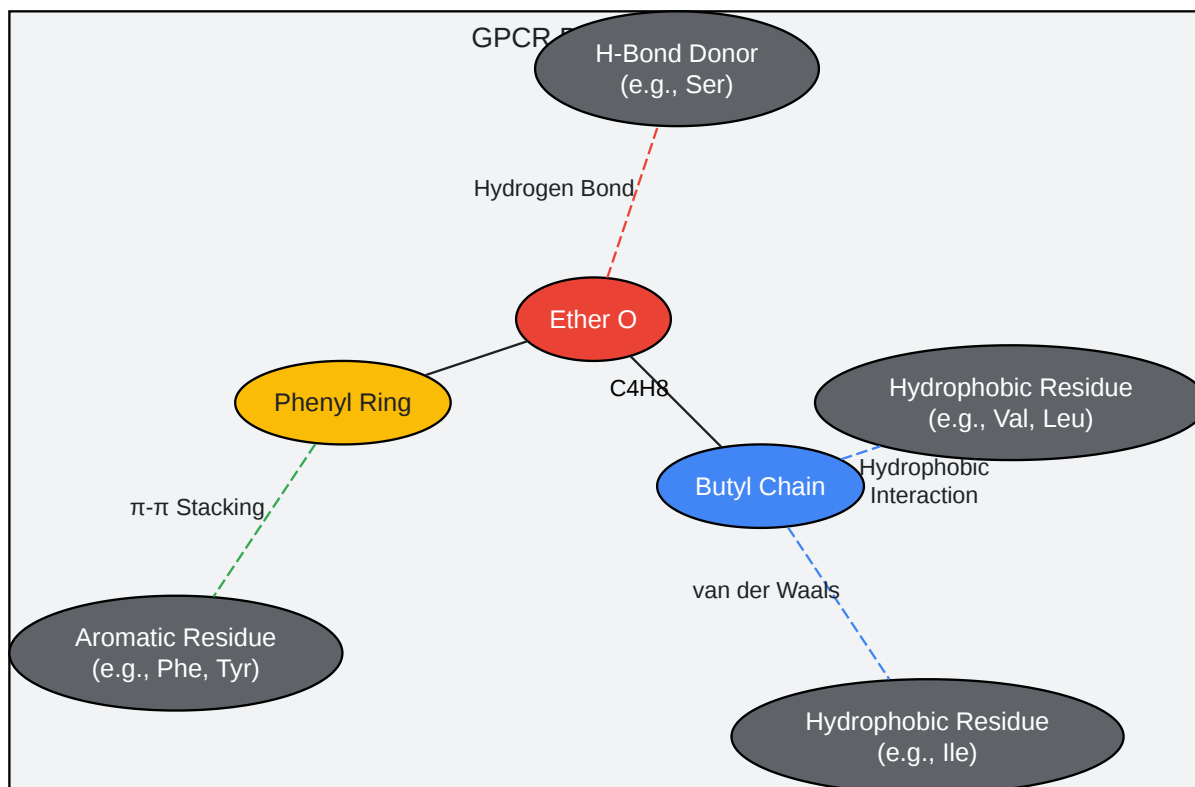 GPCR
H-Bond Donor
(e.g., Ser)
Hydrogen Bond
Ether O
C4H8
Phenyl Ring
Hydrophobic Residue
(e.g., Val, Leu)
Hydrophobic
Interaction
Butyl Chain
π-π Stacking
van der Waals
Aromatic Residue
(e.g., Phe, Tyr)
Hydrophobic Residue
(e.g., Ile)